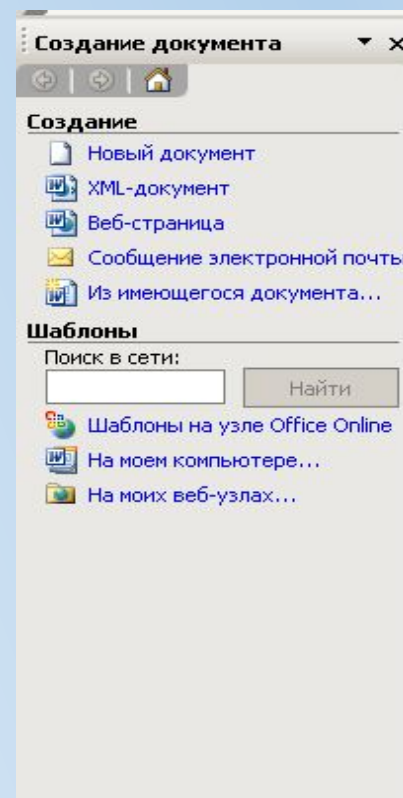 Создание документа
Создание
Новый документ
XML-документ
Веб-страница
Сообщение электронной почты
Из имеющегося документа...
Шаблоны
Поиск в сети:
Найти
Шаблоны на узле Office Online
На моем компьютере...
На моих веб-узлах...